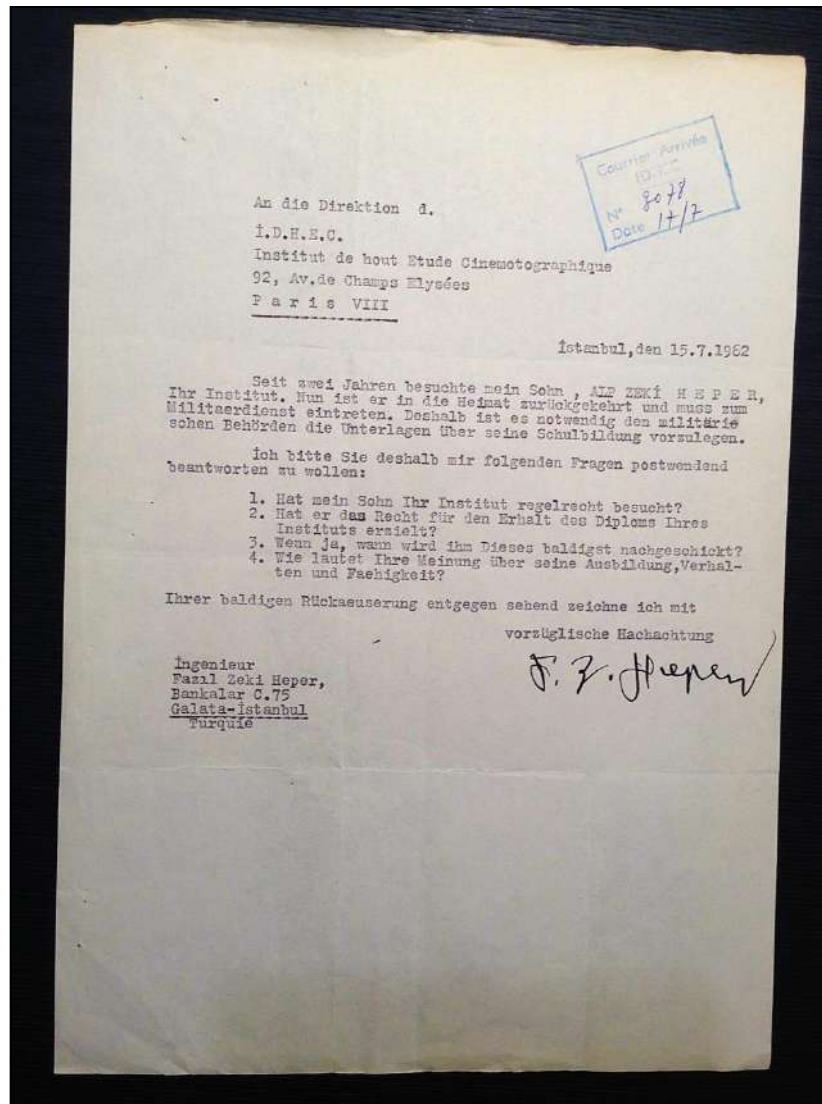 Courrier Arrivée
N° 8078
Date 17/7
An die Direktion d.
İ.D.H.E.C.
Institut de hout Etude Cinemotographique
92, Av.de Champs Elysées
P a r i s VIII
İstanbul,den 15.7.1962
Seit zwei Jahren besuchte mein Sohn , ALP ZEKİ H E P E R,
Ihr Institut. Nun ist er in die Heimat zurückgekehrt und muss zum
Militaerdienst eintreten. Deshalb ist es notwendig den militärie
schen Behörden die Unterlagen über seine Schulbildung vorzulegen.
İch bitte Sie deshalb mir folgenden Fragen postwendend
beantworten zu wollen:
1. Hat mein Sohn Ihr Institut regelrecht besucht?
2. Hat er das Recht für den Erhalt des Diploms Ihres
Instituts erzielt?
3. Wenn ja, wann wird ihm Dieses baldigst nachgeschickt?
4. Wie lautet Ihre Meinung über seine Ausbildung,Verhal-
ten und Faehigkeit?
Ihrer baldigen Rückaeuserung entgegen sehend zeichne ich mit
vorzüglische Hachachtung
F. Z. Heper
İngenieur
Fazıl Zeki Heper,
Bankalar C.75
Galata-İstanbul
Turquie